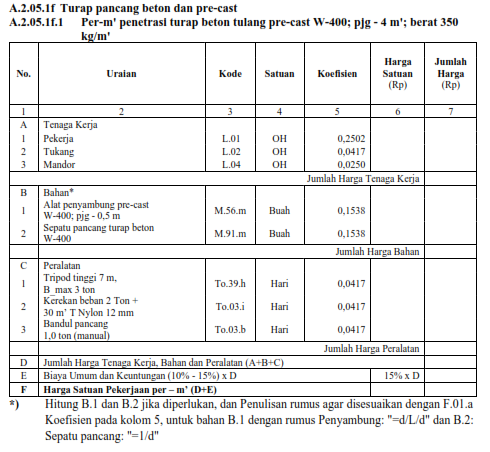 A.2.05.1f Turap pancang beton dan pre-cast
A.2.05.1f.1 Per-m' penetrasi turap beton tulang pre-cast W-400; pjg - 4 m'; berat 350
kg/m'
No. Uraian Kode Satuan Koefisien Harga Satuan (Rp) Jumlah Harga (Rp)
1 2 3 4 5 6 7
A Tenaga Kerja
1 Pekerja L.01 OH 0,2502
2 Tukang L.02 OH 0,0417
3 Mandor L.04 OH 0,0250
Jumlah Harga Tenaga Kerja
B Bahan*
1 Alat penyambung pre-cast W-400; pjg - 0,5 m M.56.m Buah 0,1538
2 Sepatu pancang turap beton W-400 M.91.m Buah 0,1538
Jumlah Harga Bahan
C Peralatan
1 Tripod tinggi 7 m, B_max 3 ton To.39.h Hari 0,0417
2 Kerekan beban 2 Ton + 30 m' T Nylon 12 mm To.03.i Hari 0,0417
3 Bandul pancang 1,0 ton (manual) To.03.b Hari 0,0417
Jumlah Harga Peralatan
D Jumlah Harga Tenaga Kerja, Bahan dan Peralatan (A+B+C)
E Biaya Umum dan Keuntungan (10% - 15%) x D 15% x D
F Harga Satuan Pekerjaan per – m' (D+E)
*) Hitung B.1 dan B.2 jika diperlukan, dan Penulisan rumus agar disesuaikan dengan F.01.a
Koefisien pada kolom 5, untuk bahan B.1 dengan rumus Penyambung: "=d/L/d" dan B.2:
Sepatu pancang: "=1/d"